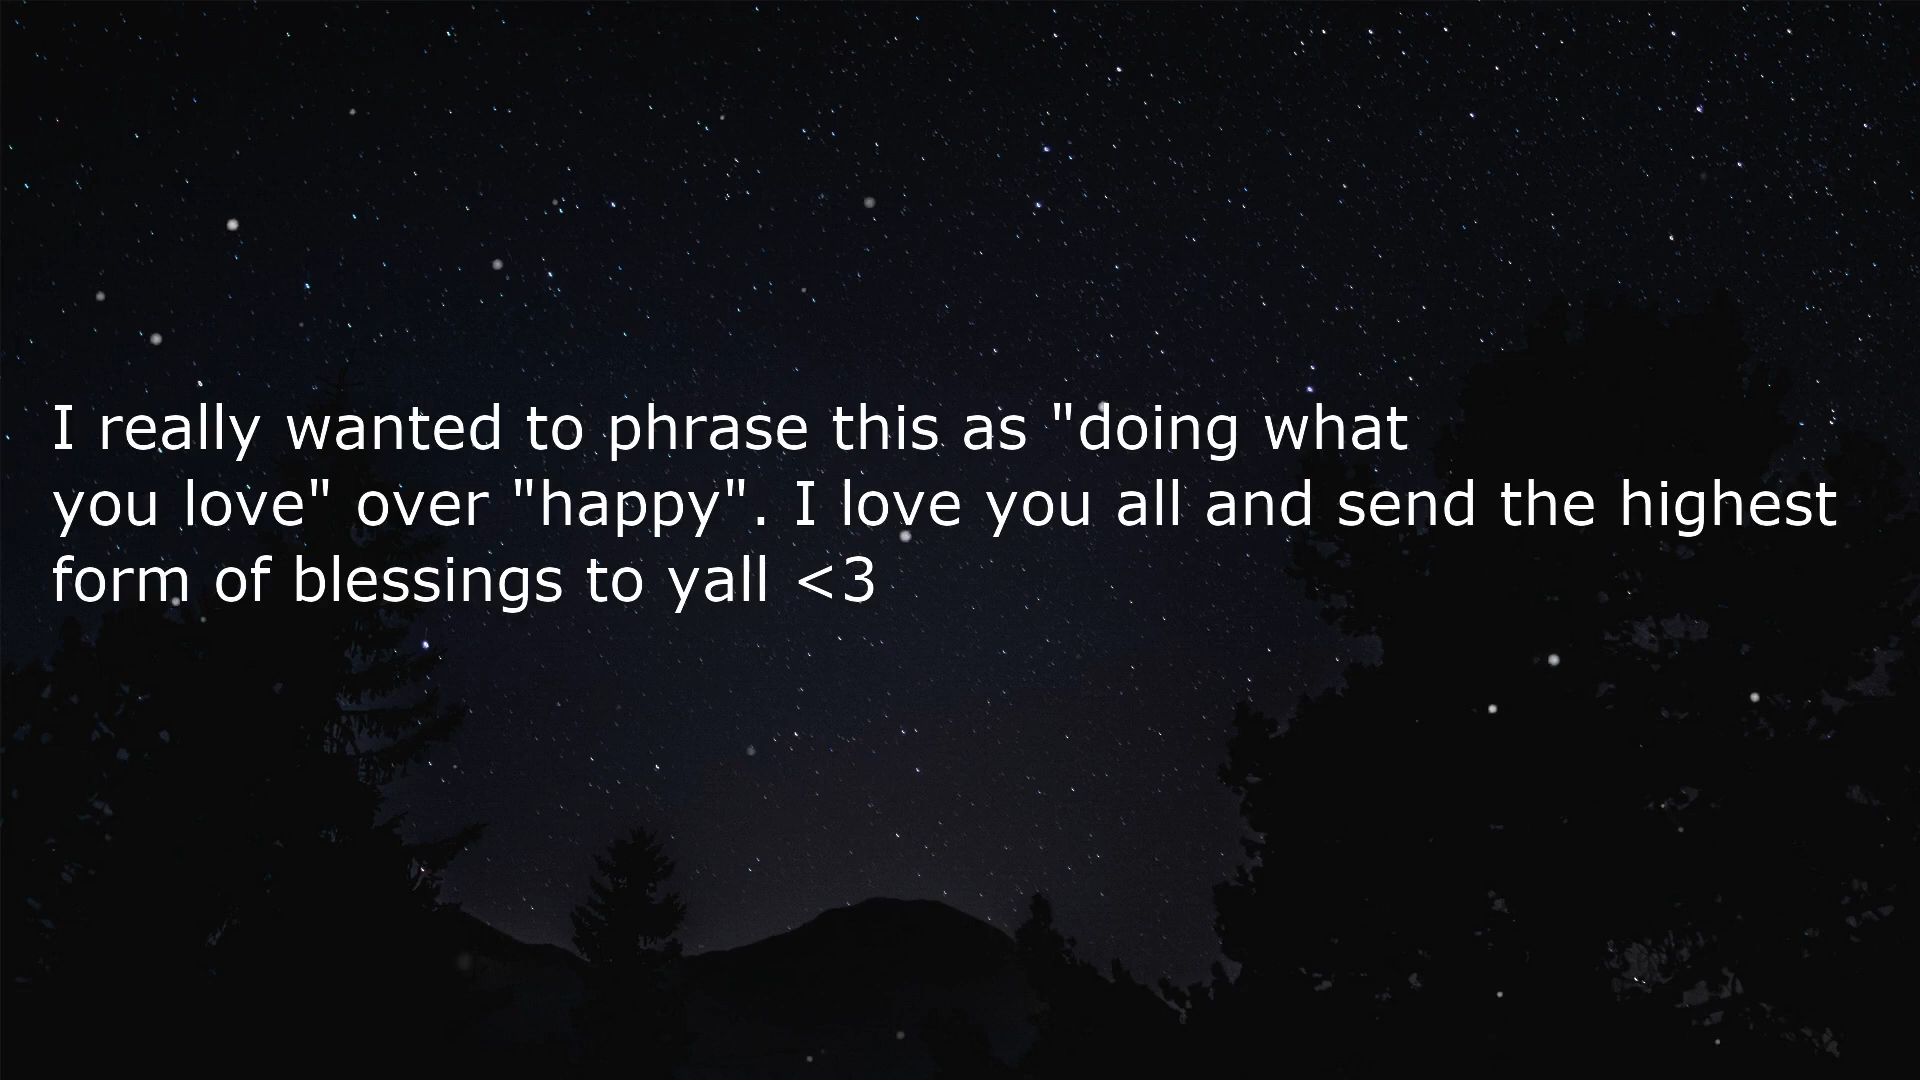 I really wanted to phrase this as "doing what
you love" over "happy". I love you all and send the highest
form of blessings to yall <3